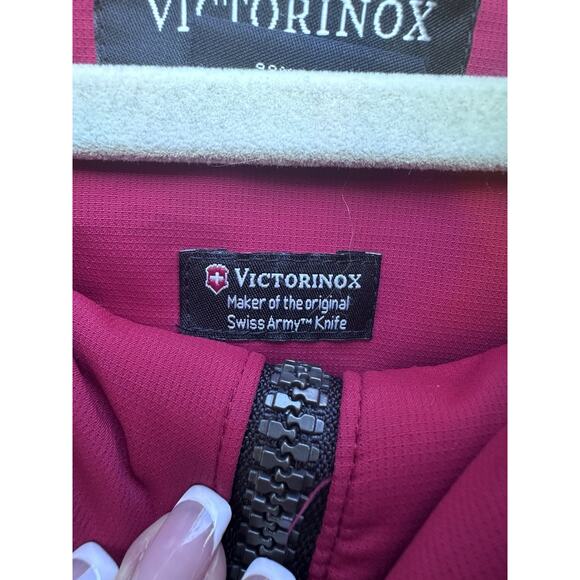 VICTORINOX
VICTORINOX
Maker of the original
Swiss Army™ Knife